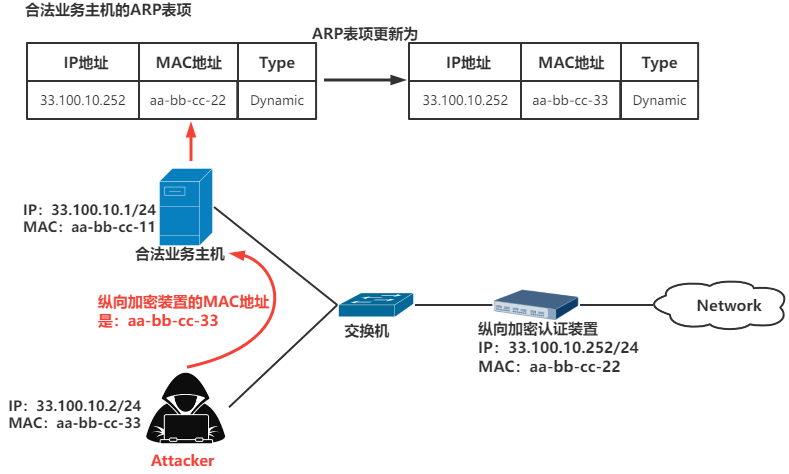 合法业务主机的ARP表项
ARP表项更新为
IP地址 MAC地址 Type
33.100.10.252 aa-bb-cc-22 Dynamic
IP地址 MAC地址 Type
33.100.10.252 aa-bb-cc-33 Dynamic
IP：33.100.10.1/24
MAC：aa-bb-cc-11
合法业务主机
纵向加密装置的MAC地址
是：aa-bb-cc-33
交换机
纵向加密认证装置
IP：33.100.10.252/24
MAC：aa-bb-cc-22
Network
IP：33.100.10.2/24
MAC：aa-bb-cc-33
Attacker